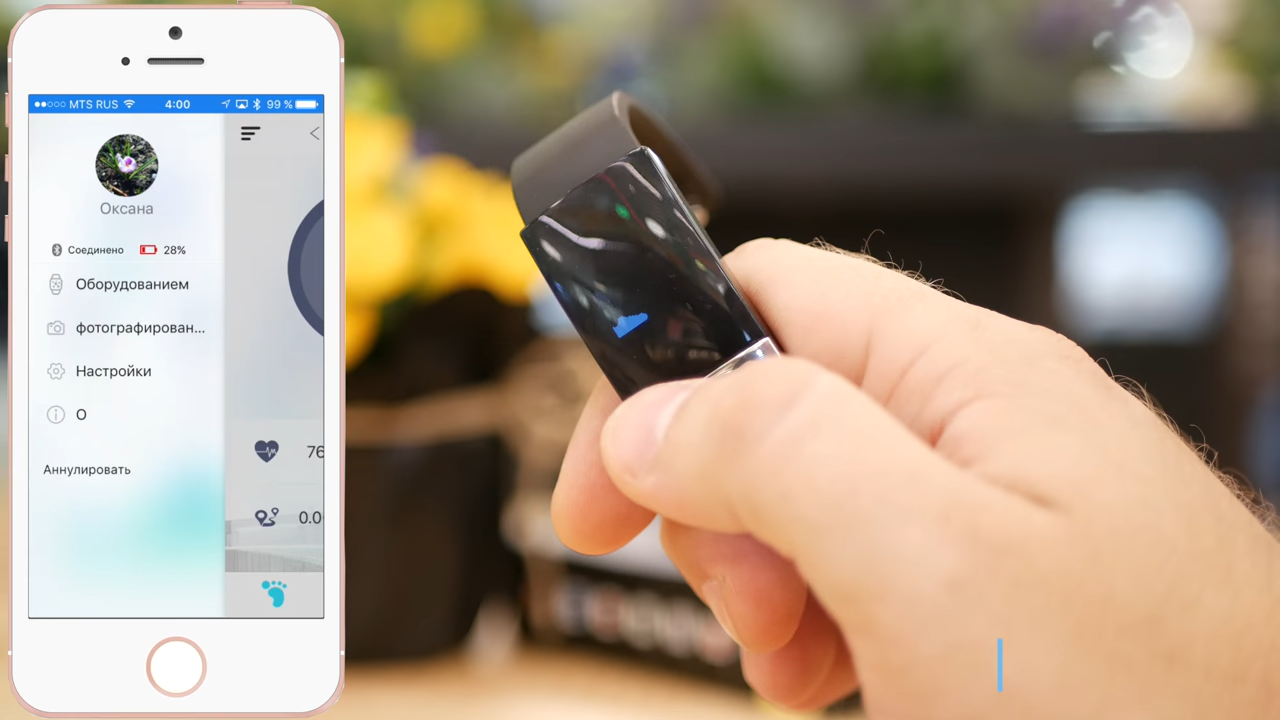 MTS RUS 4:00 99 %
Оксана
Соединено 28%
Оборудованием
фотографирован...
Настройки
О
Аннулировать
76
0.0